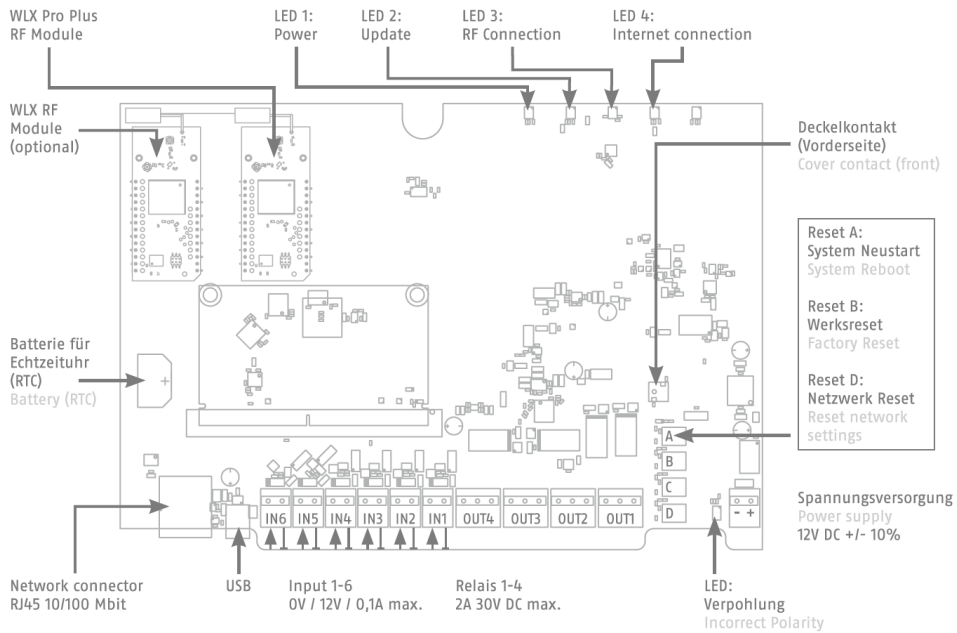 WLX Pro Plus
RF Module
LED 1:
Power
LED 2:
Update
LED 3:
RF Connection
LED 4:
Internet connection
WLX RF
Module
(optional)
Deckelkontakt
(Vorderseite)
Cover contact (front)
Reset A:
System Neustart
System Reboot
Reset B:
Werksreset
Factory Reset
Reset D:
Netzwerk Reset
Reset network
settings
Batterie für
Echtzeituhr
(RTC)
Battery (RTC)
+
A
B
C
D
IN6
IN5
IN4
IN3
IN2
IN1
OUT4
OUT3
OUT2
OUT1
- +
Spannungsversorgung
Power supply
12V DC +/- 10%
Network connector
RJ45 10/100 Mbit
USB
Input 1-6
0V / 12V / 0,1A max.
Relais 1-4
2A 30V DC max.
LED:
Verpohlung
Incorrect Polarity